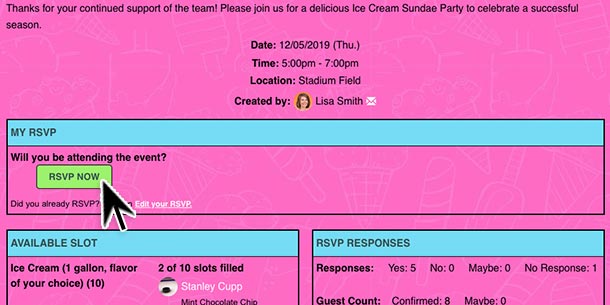 Thanks for your continued support of the team! Please join us for a delicious Ice Cream Sundae Party to celebrate a successful
season.
Date: 12/05/2019 (Thu.)
Time: 5:00pm - 7:00pm
Location: Stadium Field
Created by: Lisa Smith
MY RSVP
Will you be attending the event?
RSVP NOW
Did you already RSVP? Edit your RSVP.
AVAILABLE SLOT
Ice Cream (1 gallon, flavor
of your choice) (10)
2 of 10 slots filled
Stanley Cupp
Mint Chocolate Chip
RSVP RESPONSES
Responses: Yes: 5 No: 0 Maybe: 0 No Response: 1
Guest Count: Confirmed: 8 Maybe: 0